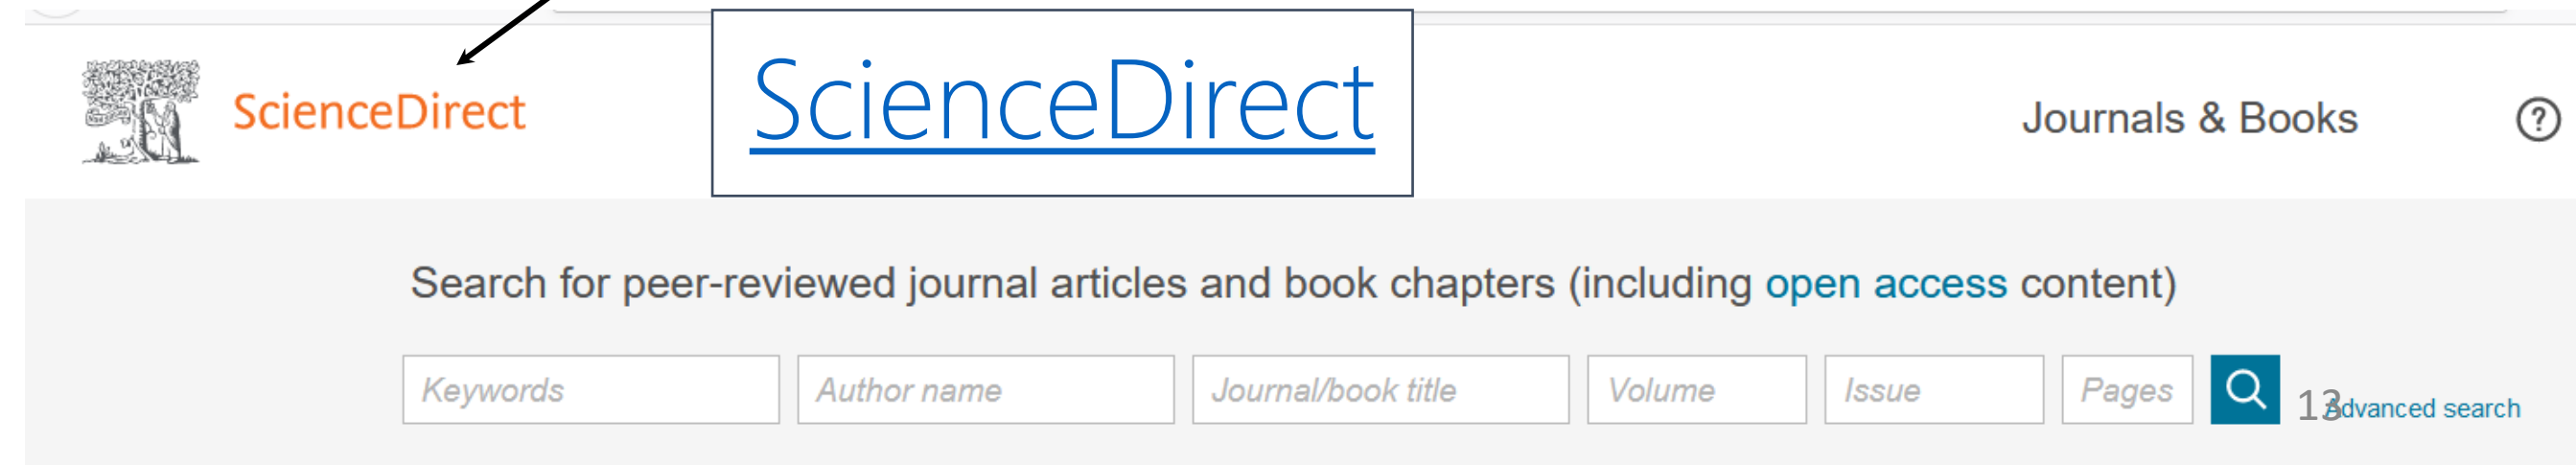 ScienceDirect
ScienceDirect
Journals & Books
?
Search for peer-reviewed journal articles and book chapters (including open access content)
Keywords
Author name
Journal/book title
Volume
Issue
Pages
13
Advanced search